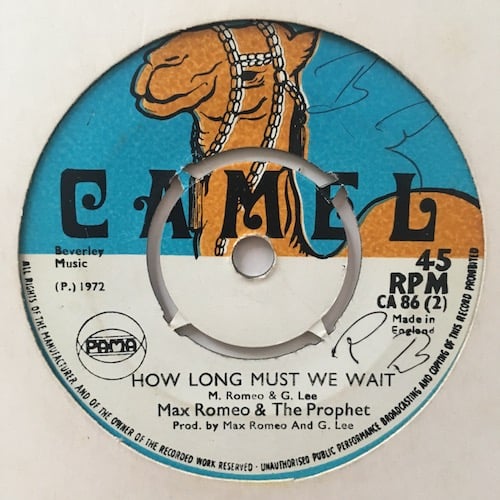 CAMEL
Beverley
Music
(P.) 1972
45
RPM
CA 86 (2)
Made in
England
PAMA
HOW LONG MUST WE WAIT
M. Romeo & G. Lee
Max Romeo & The Prophet
Prod. by Max Romeo And G. Lee
ALL RIGHTS OF THE MANUFACTURER AND OF THE OWNER OF THE RECORDED WORK RESERVED · UNAUTHORISED PUBLIC PERFORMANCE BROADCASTING AND COPYING OF THIS RECORD PROHIBITED
R B